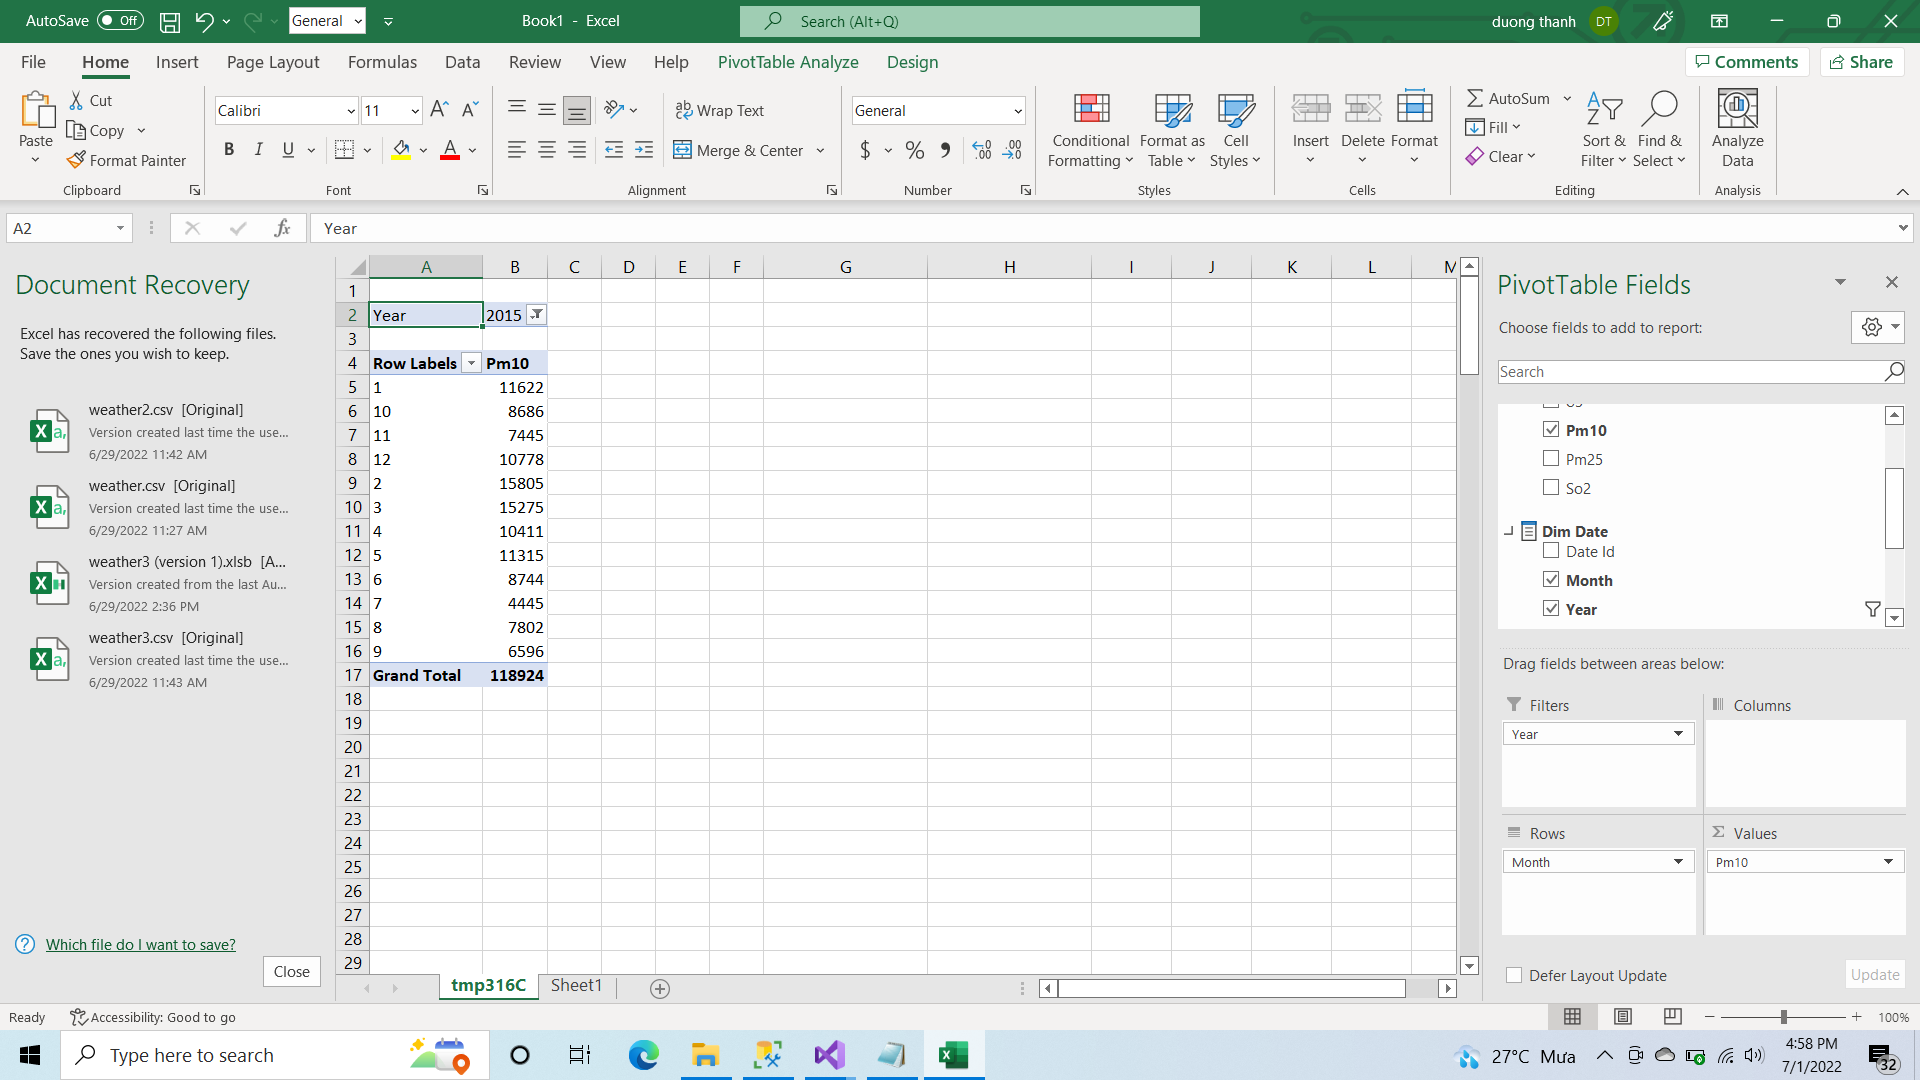 AutoSave Off General Book1 - Excel Search (Alt+Q) duong thanh DT
File Home Insert Page Layout Formulas Data Review View Help PivotTable Analyze Design Comments Share
Paste
Cut
Copy
Format Painter
Clipboard
Calibri 11
B I U
Font
Wrap Text
Merge & Center
Alignment
General
$ % 9 .00 .00
Number
Conditional Formatting
Format as Table
Cell Styles
Styles
Insert
Delete
Format
Cells
AutoSum
Fill
Clear
Sort & Filter
Find & Select
Editing
Analyze Data
Analysis
A2 fx Year
Document Recovery
Excel has recovered the following files.
Save the ones you wish to keep.
weather2.csv [Original]
Version created last time the use...
6/29/2022 11:42 AM
weather.csv [Original]
Version created last time the use...
6/29/2022 11:27 AM
weather3 (version 1).xlsb [A...
Version created from the last Au...
6/29/2022 2:36 PM
weather3.csv [Original]
Version created last time the use...
6/29/2022 11:43 AM
Which file do I want to save?
Close
A B C D E F G H I J K L M
1
2 Year 2015
3
4 Row Labels Pm10
5 1 11622
6 10 8686
7 11 7445
8 12 10778
9 2 15805
10 3 15275
11 4 10411
12 5 11315
13 6 8744
14 7 4445
15 8 7802
16 9 6596
17 Grand Total 118924
18
19
20
21
22
23
24
25
26
27
28
29
tmp316C Sheet1
PivotTable Fields
Choose fields to add to report:
Search
Pm10
Pm25
So2
Dim Date
Date Id
Month
Year
Drag fields between areas below:
Filters
Year
Columns
Rows
Month
Values
Pm10
Defer Layout Update Update
Ready Accessibility: Good to go 100%
Type here to search 27°C Mưa 4:58 PM
7/1/2022 32